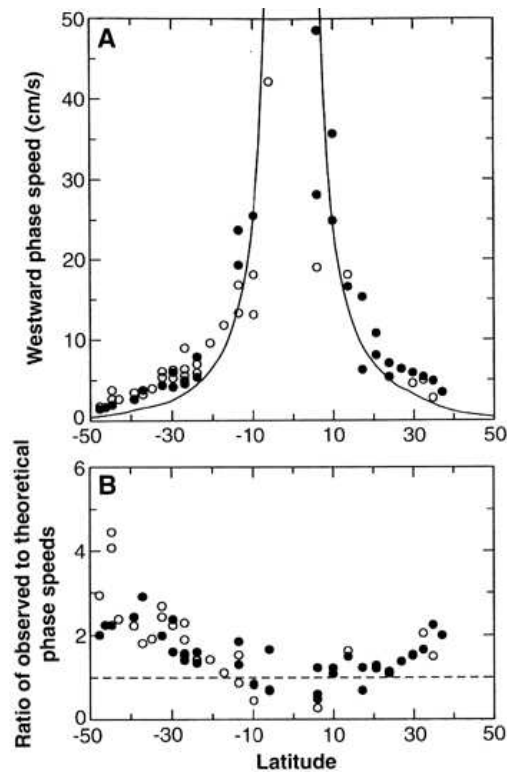 A
Westward phase speed (cm/s)
50
40
30
20
10
0
-50 -30 -10 10 30 50
B
Ratio of observed to theoretical
phase speeds
6
4
2
0
-50 -30 -10 10 30 50
Latitude